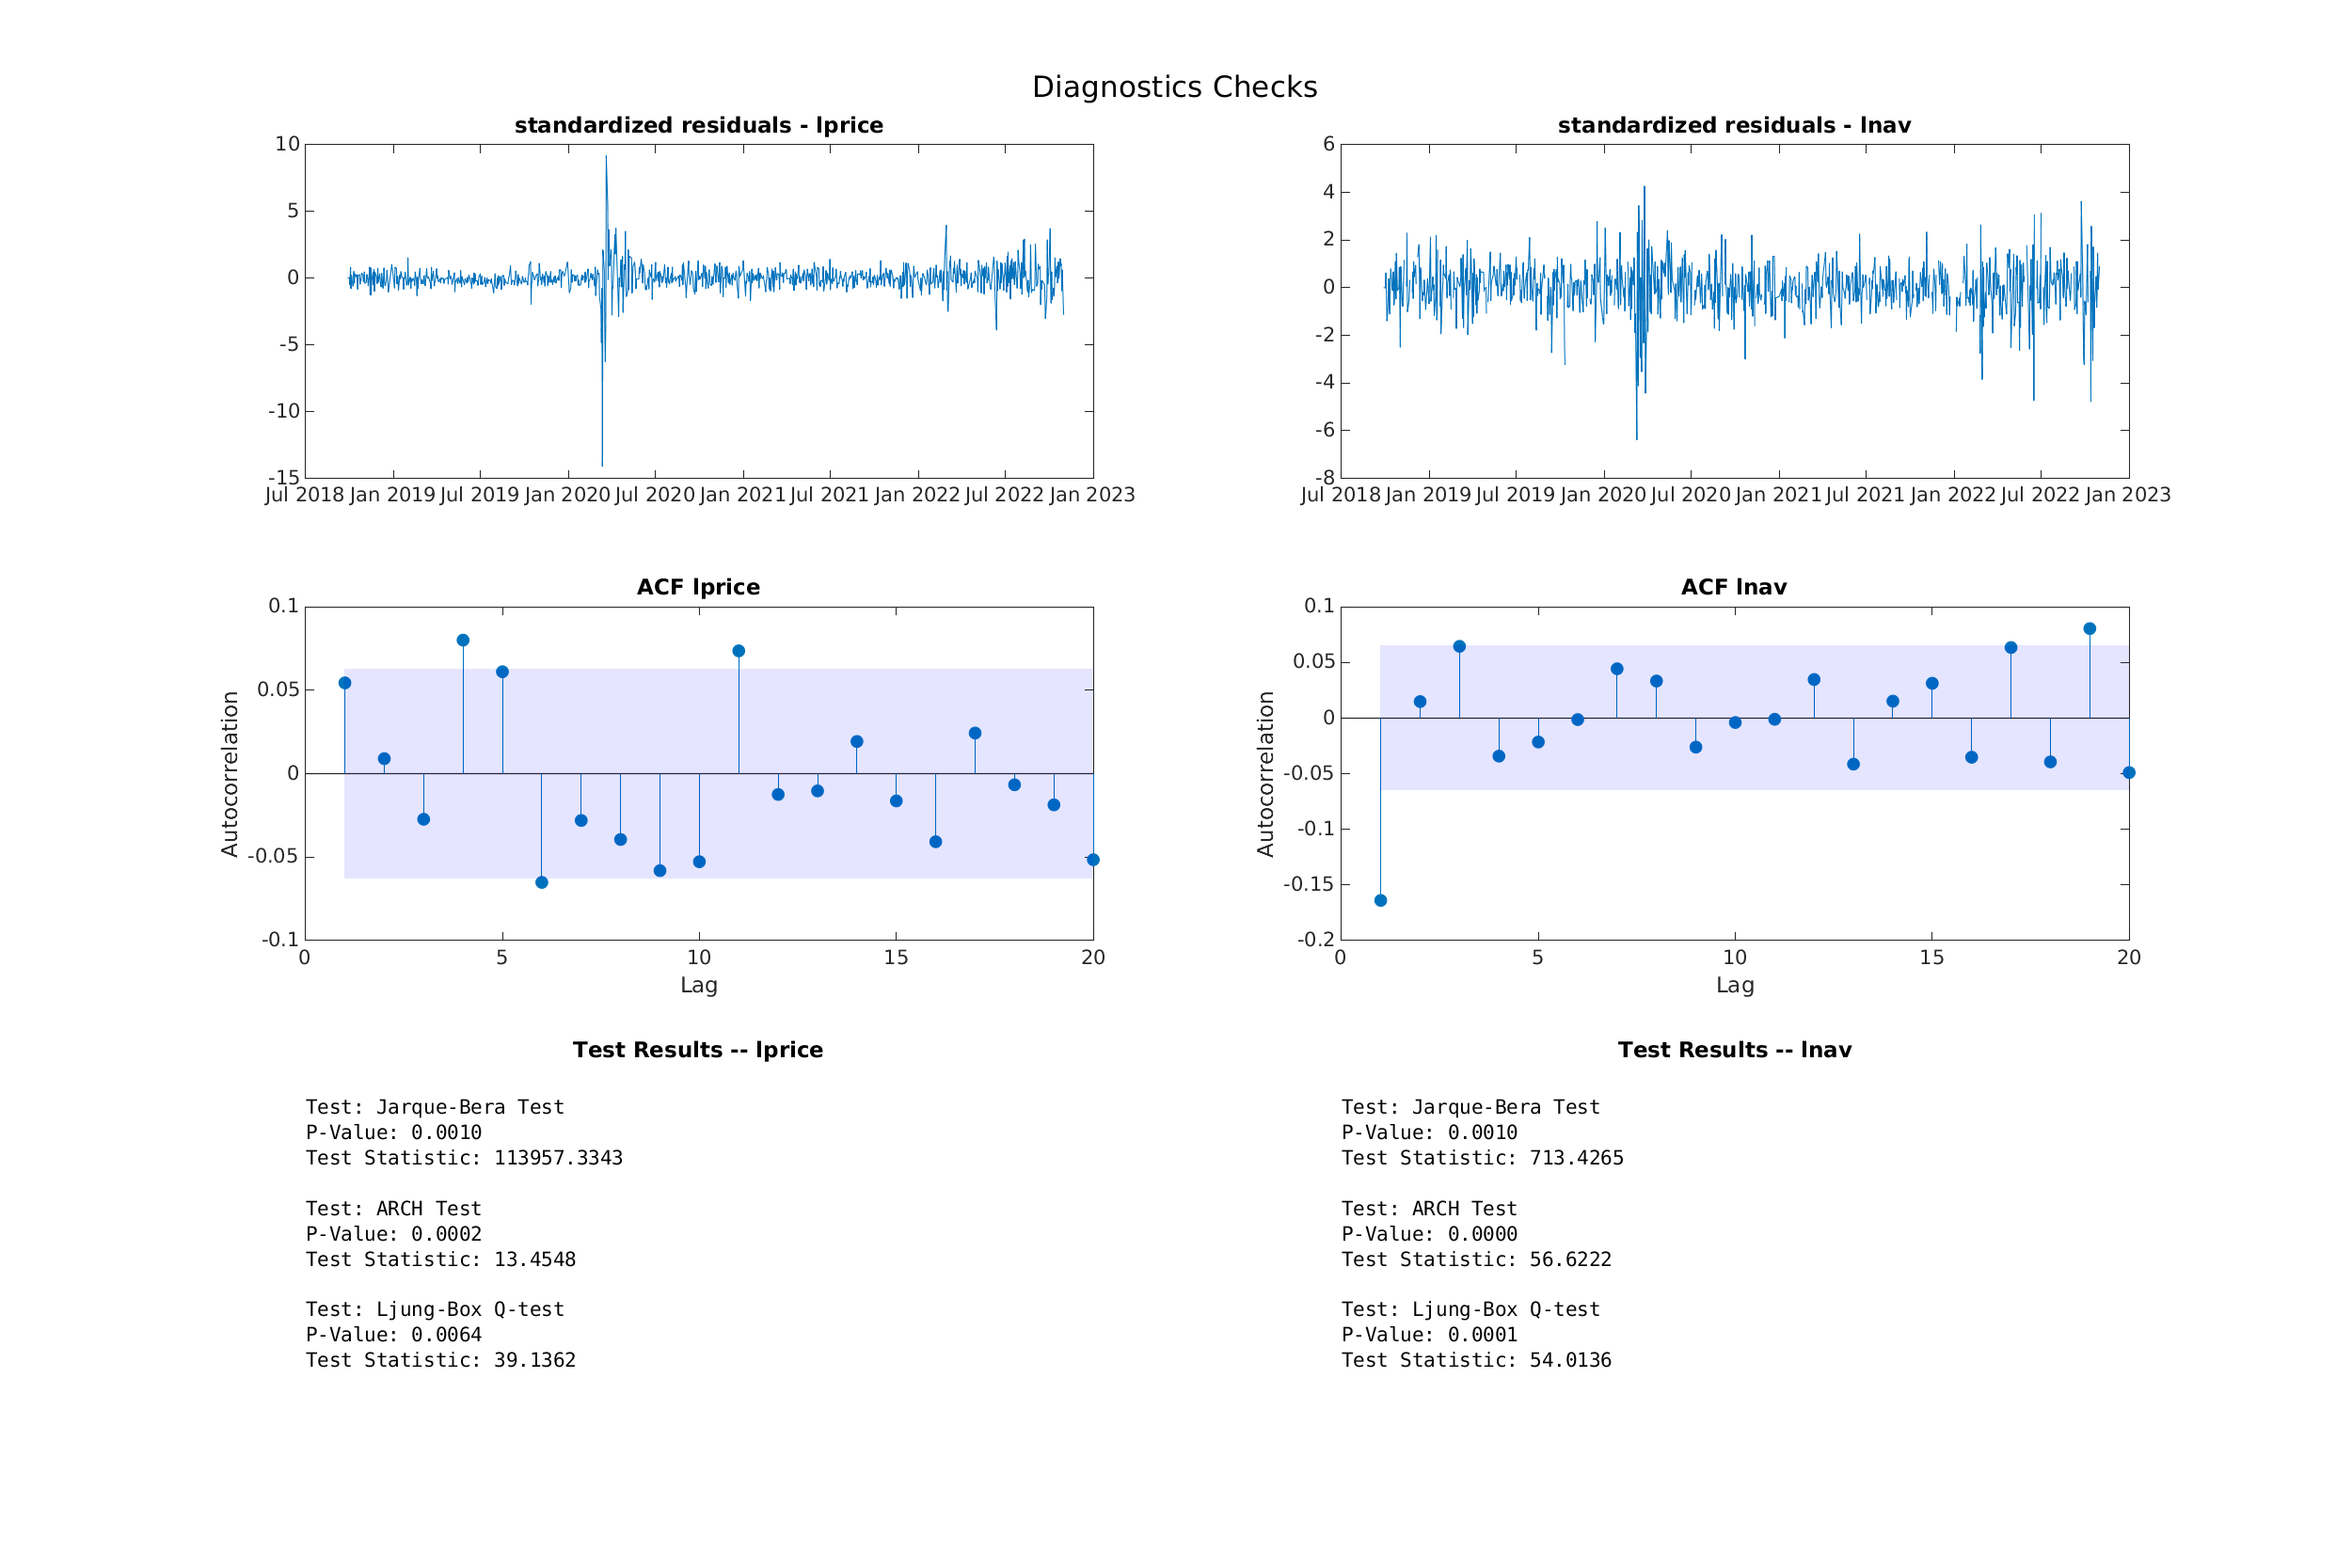 Diagnostics Checks
standardized residuals - lprice
10
5
0
-5
-10
-15
Jul 2018 Jan 2019 Jul 2019 Jan 2020 Jul 2020 Jan 2021 Jul 2021 Jan 2022 Jul 2022 Jan 2023
standardized residuals - lnav
6
4
2
0
-2
-4
-6
-8
Jul 2018 Jan 2019 Jul 2019 Jan 2020 Jul 2020 Jan 2021 Jul 2021 Jan 2022 Jul 2022 Jan 2023
ACF lprice
Autocorrelation
0.1
0.05
0
-0.05
-0.1
0 5 10 15 20
Lag
ACF lnav
Autocorrelation
0.1
0.05
0
-0.05
-0.1
-0.15
-0.2
0 5 10 15 20
Lag
Test Results -- lprice
Test: Jarque-Bera Test
P-Value: 0.0010
Test Statistic: 113957.3343
Test: ARCH Test
P-Value: 0.0002
Test Statistic: 13.4548
Test: Ljung-Box Q-test
P-Value: 0.0064
Test Statistic: 39.1362
Test Results -- lnav
Test: Jarque-Bera Test
P-Value: 0.0010
Test Statistic: 713.4265
Test: ARCH Test
P-Value: 0.0000
Test Statistic: 56.6222
Test: Ljung-Box Q-test
P-Value: 0.0001
Test Statistic: 54.0136